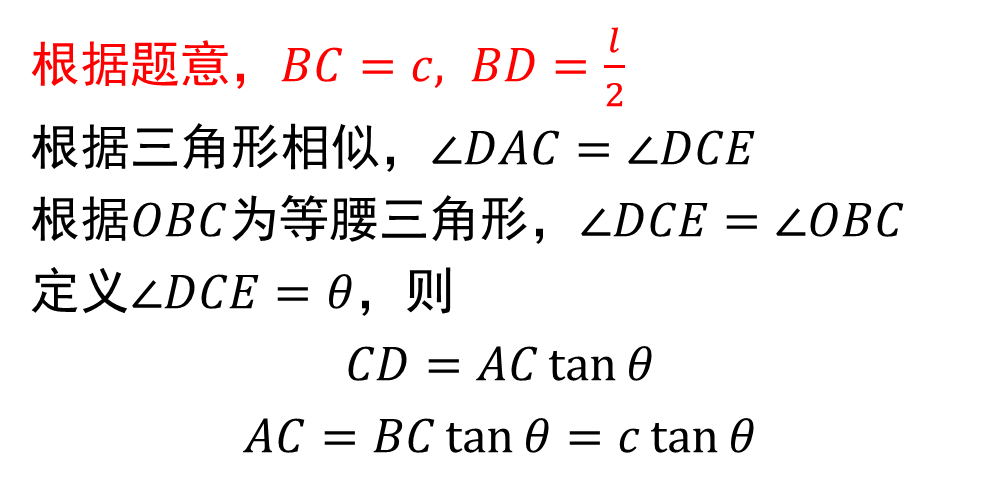 根据题意，BC = c, BD = l/2
根据三角形相似，∠DAC = ∠DCE
根据OBC为等腰三角形，∠DCE = ∠OBC
定义∠DCE = θ，则
CD = AC tan θ
AC = BC tan θ = c tan θ